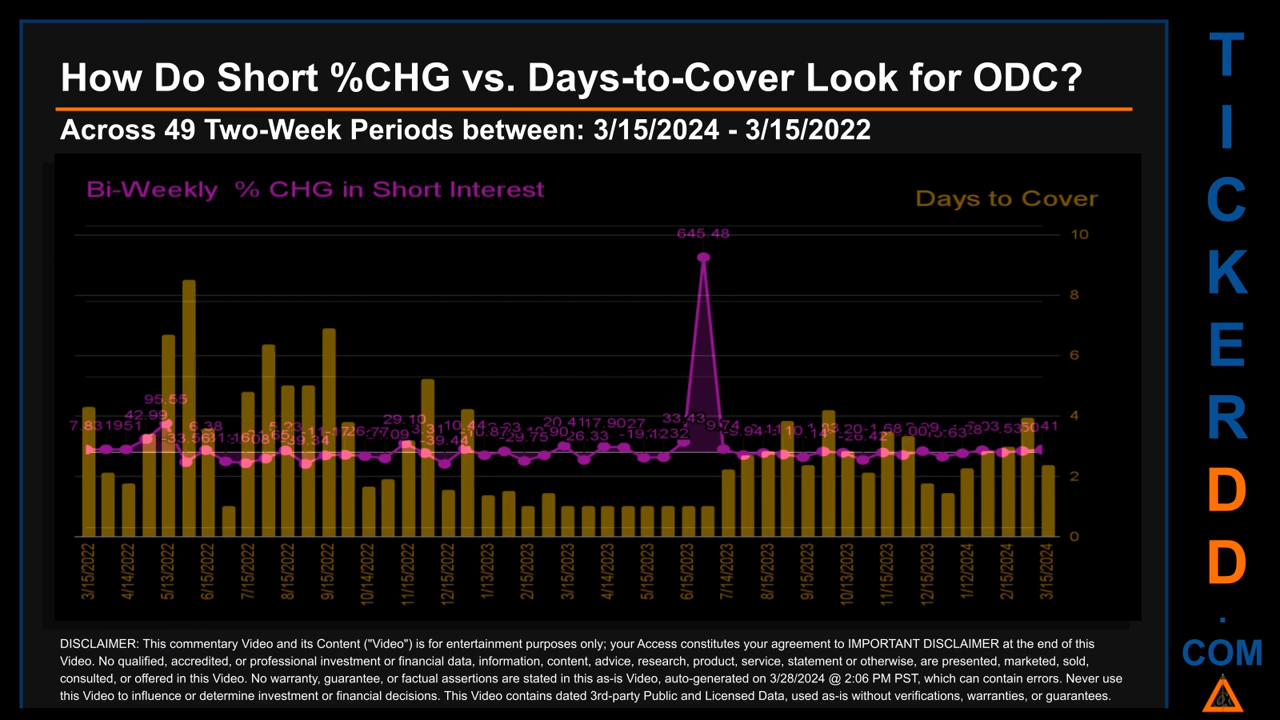 How Do Short %CHG vs. Days-to-Cover Look for ODC?
Across 49 Two-Week Periods between: 3/15/2024 - 3/15/2022
Bi-Weekly % CHG in Short Interest
Days to Cover
645.48
10
8
6
4
2
0
95.55
42.99
29.10
3/15/2022
4/14/2022
5/13/2022
6/15/2022
7/15/2022
8/15/2022
9/15/2022
10/14/2022
11/15/2022
12/15/2022
1/13/2023
2/15/2023
3/15/2023
4/14/2023
5/15/2023
6/15/2023
7/14/2023
8/15/2023
9/15/2023
10/13/2023
11/15/2023
12/15/2023
1/12/2024
2/15/2024
3/15/2024
DISCLAIMER: This commentary Video and its Content ("Video") is for entertainment purposes only; your Access constitutes your agreement to IMPORTANT DISCLAIMER at the end of this
Video. No qualified, accredited, or professional investment or financial data, information, content, advice, research, product, service, statement or otherwise, are presented, marketed, sold,
consulted, or offered in this Video. No warranty, guarantee, or factual assertions are stated in this as-is Video, auto-generated on 3/28/2024 @ 2:06 PM PST, which can contain errors. Never use
this Video to influence or determine investment or financial decisions. This Video contains dated 3rd-party Public and Licensed Data, used as-is without verifications, warranties, or guarantees.
T
I
C
K
E
R
D
D
.
COM